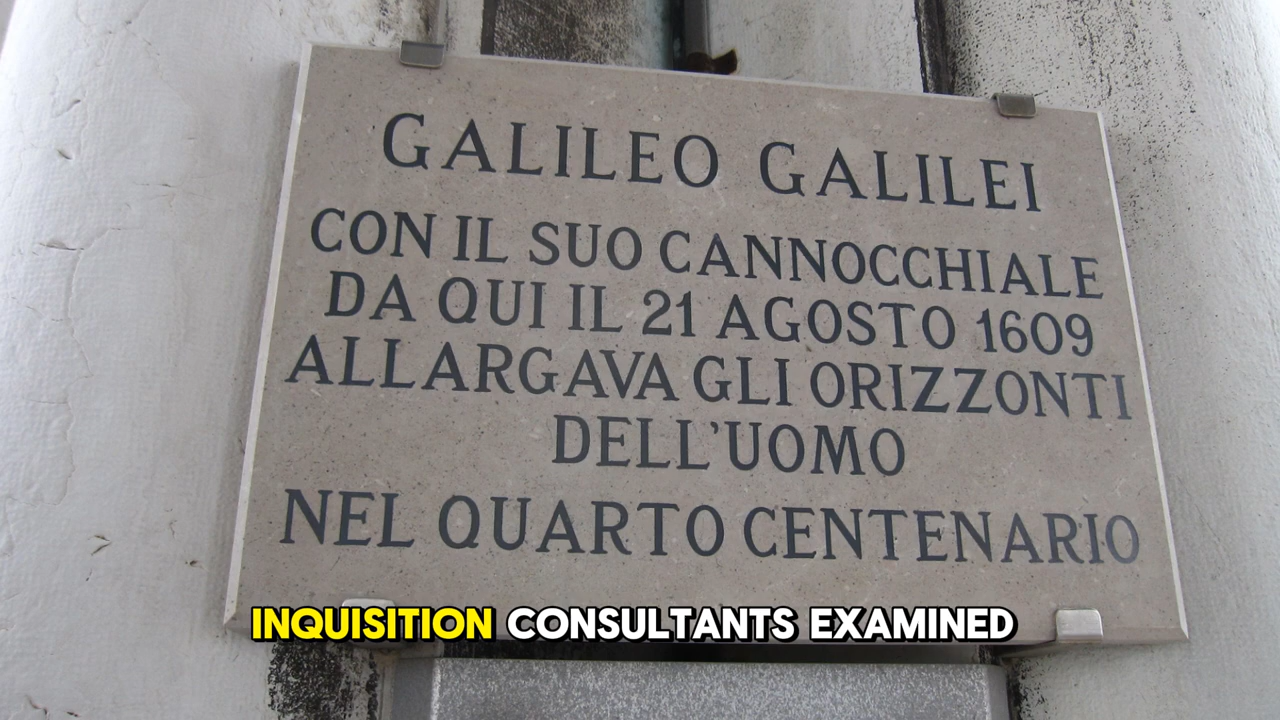 GALILEO GALILEI
CON IL SUO CANNOCCHIALE
DA QUI IL 21 AGOSTO 1609
ALLARGAVA GLI ORIZZONTI
DELL'UOMO
NEL QUARTO CENTENARIO
INQUISITION CONSULTANTS EXAMINED